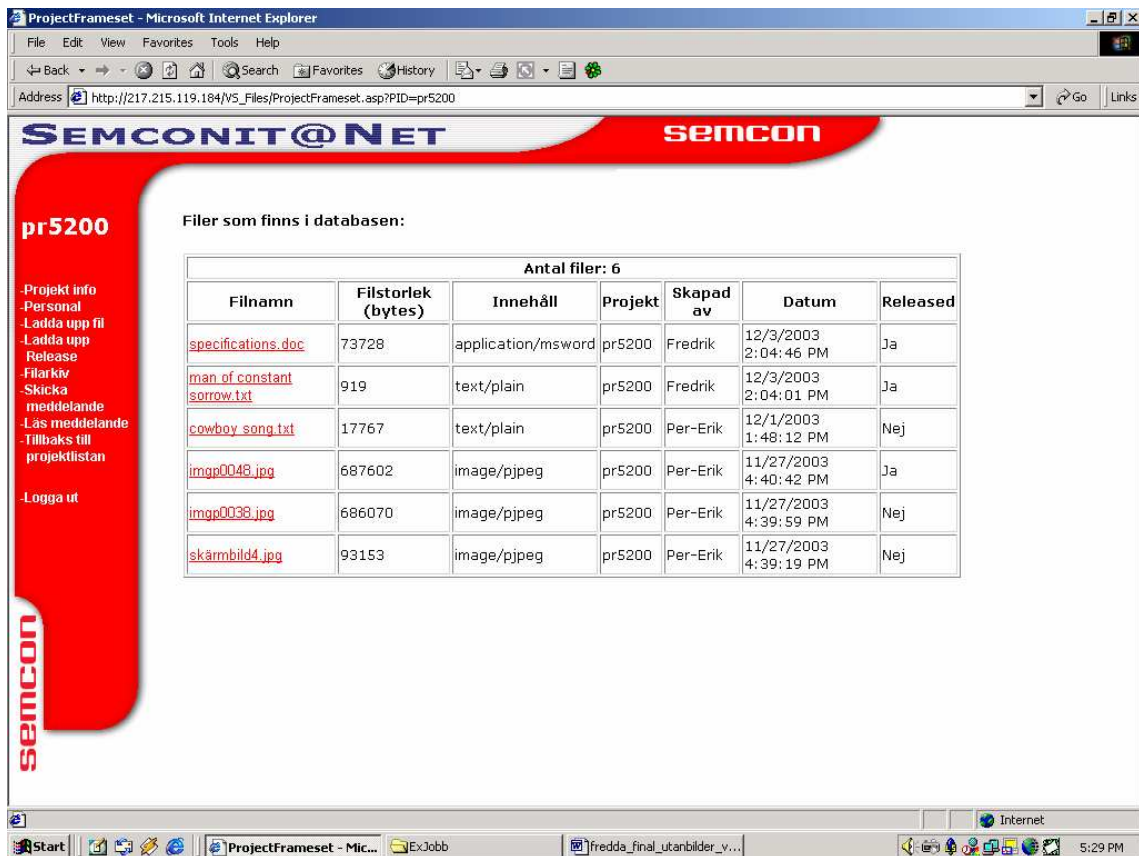 ProjectFrameset - Microsoft Internet Explorer
File Edit View Favorites Tools Help
Back Search Favorites History
Address http://217.215.119.184/VS_Files/ProjectFrameset.asp?PID=pr5200 Go Links
SEMCONIT@NET semcon
pr5200
-Projekt info
-Personal
-Ladda upp fil
-Ladda upp
Release
-Filarkiv
-Skicka
meddelande
-Läs meddelande
-Tillbaks till
projektlistan
-Logga ut
semcon
Filer som finns i databasen:
Antal filer: 6
Filnamn Filstorlek (bytes) Innehåll Projekt Skapad av Datum Released
specifications.doc 73728 application/msword pr5200 Fredrik 12/3/2003 2:04:46 PM Ja
man of constant sorrow.txt 919 text/plain pr5200 Fredrik 12/3/2003 2:04:01 PM Ja
cowboy song.txt 17767 text/plain pr5200 Per-Erik 12/1/2003 1:48:12 PM Nej
imgp0048.jpg 687602 image/pjpeg pr5200 Per-Erik 11/27/2003 4:40:42 PM Ja
imgp0038.jpg 686070 image/pjpeg pr5200 Per-Erik 11/27/2003 4:39:59 PM Nej
skärmbild4.jpg 93153 image/pjpeg pr5200 Per-Erik 11/27/2003 4:39:19 PM Nej
Internet
Start ProjectFrameset - Mic... ExJobb fredda_final_utanbilder_v... 5:29 PM